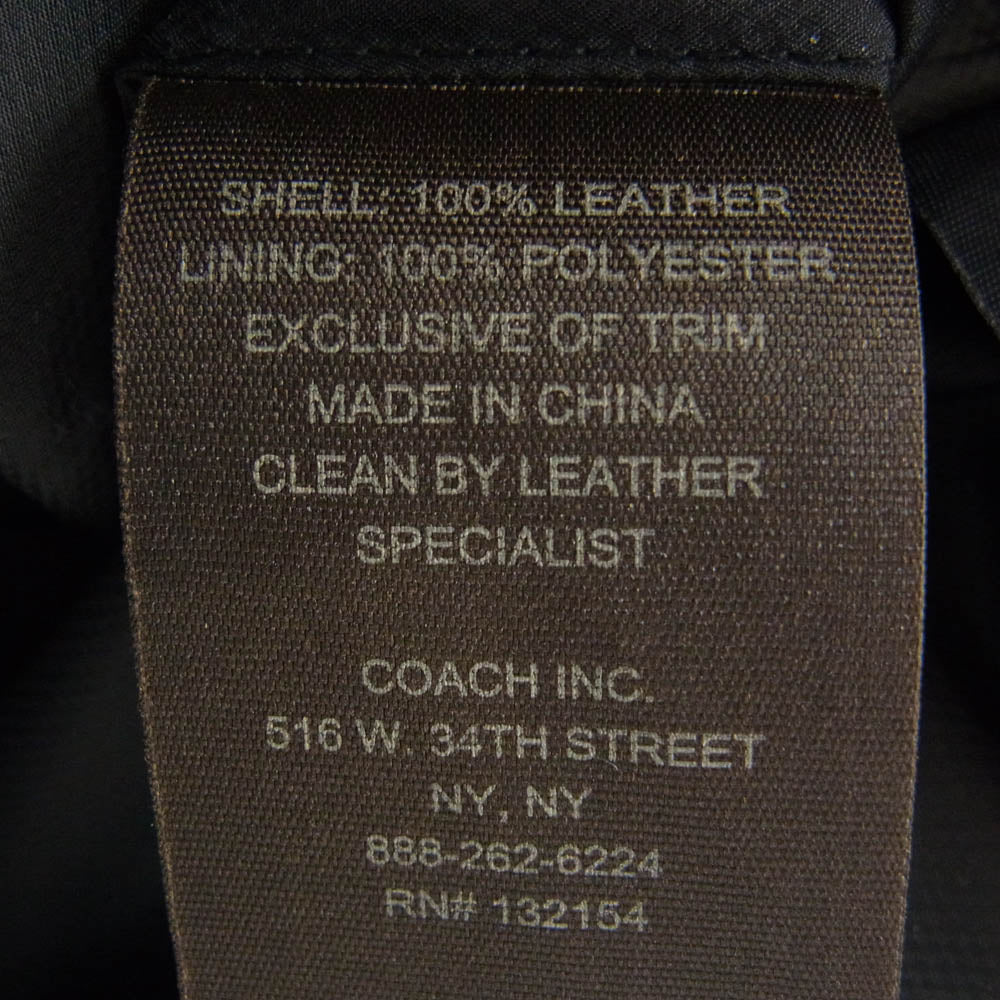 SHELL: 100% LEATHER
LINING: 100% POLYESTER
EXCLUSIVE OF TRIM
MADE IN CHINA
CLEAN BY LEATHER
SPECIALIST
COACH INC.
516 W. 34TH STREET
NY, NY
888-262-6224
RN# 132154